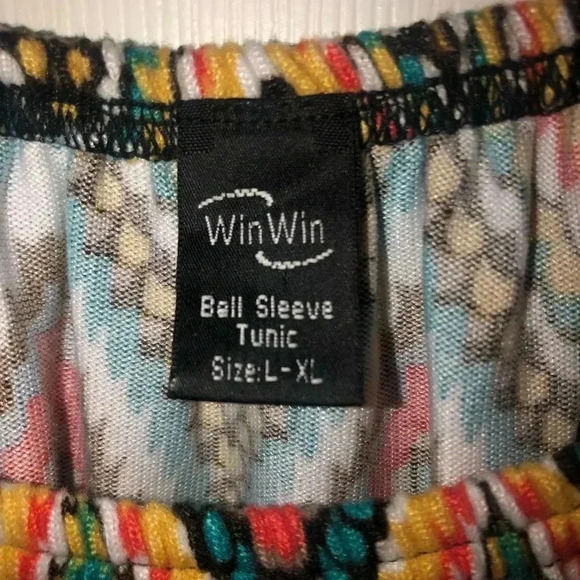 WinWin
Ball Sleeve
Tunic
Size: L-XL